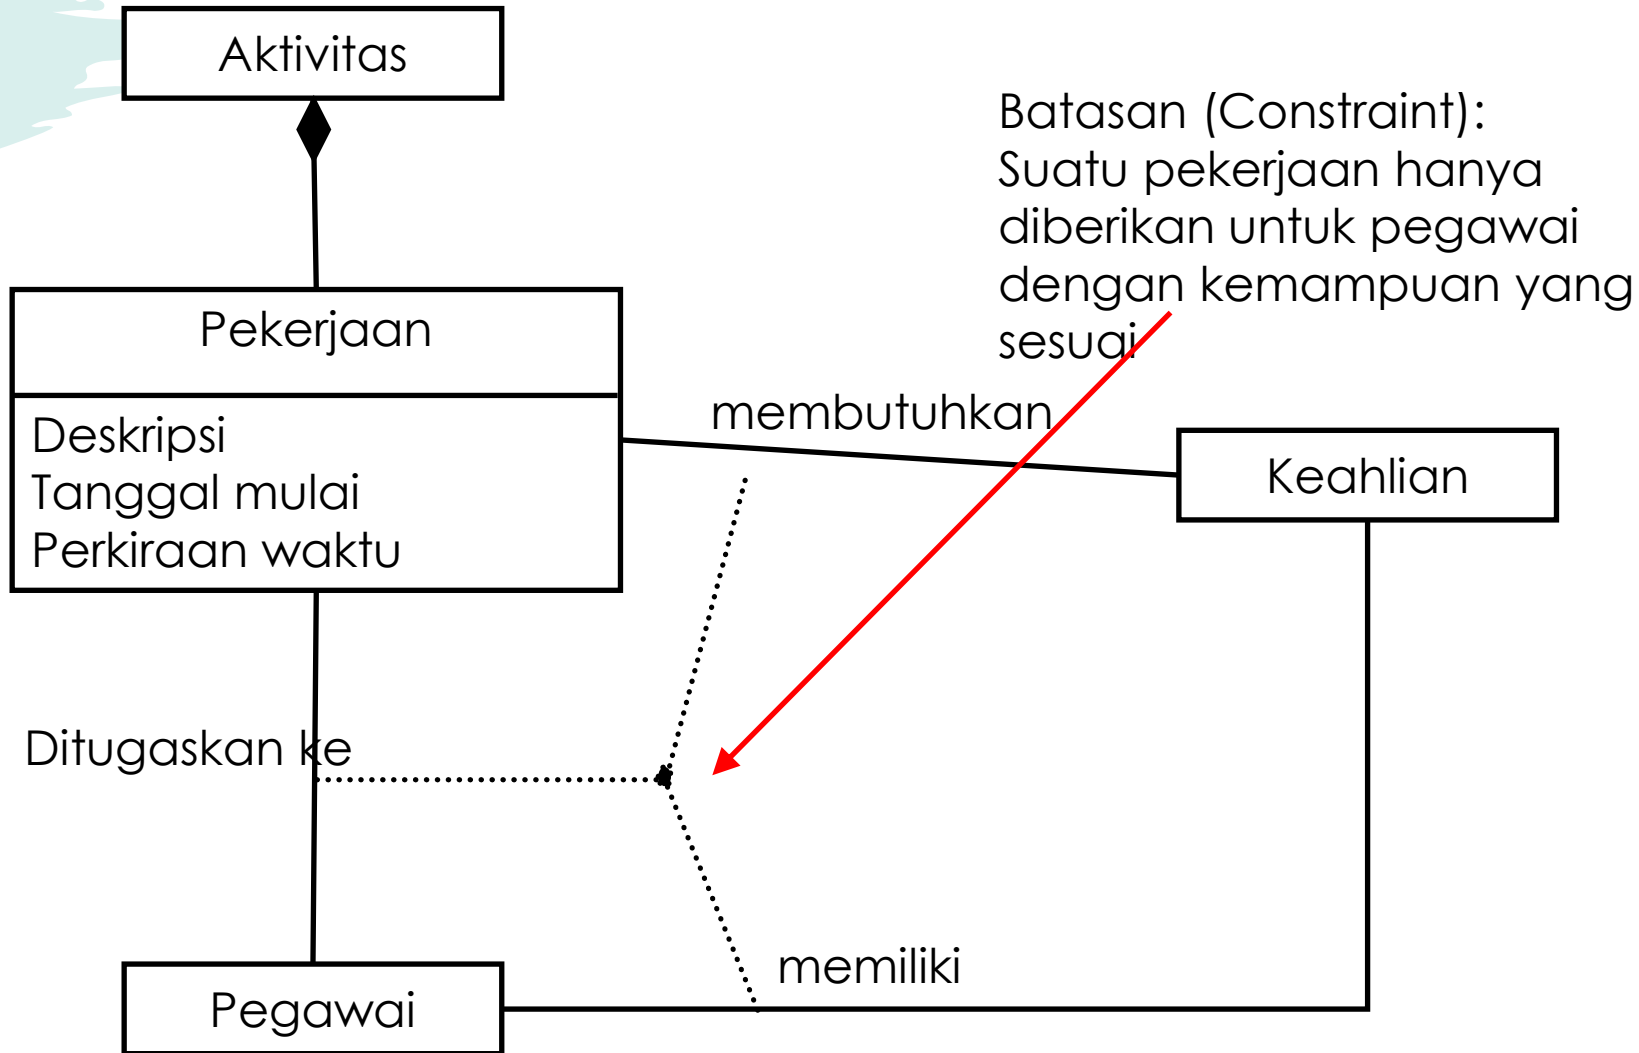 Aktivitas
Batasan (Constraint):
Suatu pekerjaan hanya
diberikan untuk pegawai
dengan kemampuan yang
sesuai
Pekerjaan
Deskripsi
Tanggal mulai
Perkiraan waktu
membutuhkan
Keahlian
Ditugaskan ke
memiliki
Pegawai